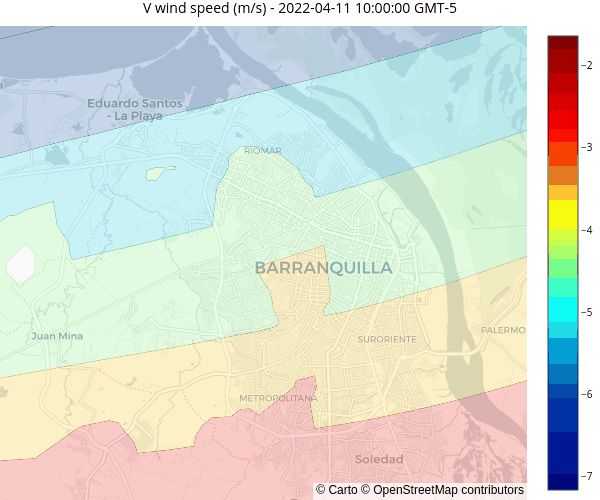 V wind speed (m/s) - 2022-04-11 10:00:00 GMT-5
Eduardo Santos
- La Playa
RIOMAR
BARRANQUILLA
Juan Mina
SURORIENTE
PALERMO
METROPOLITANA
Soledad
© Carto © OpenStreetMap contributors
−2
−3
−4
−5
−6
−7